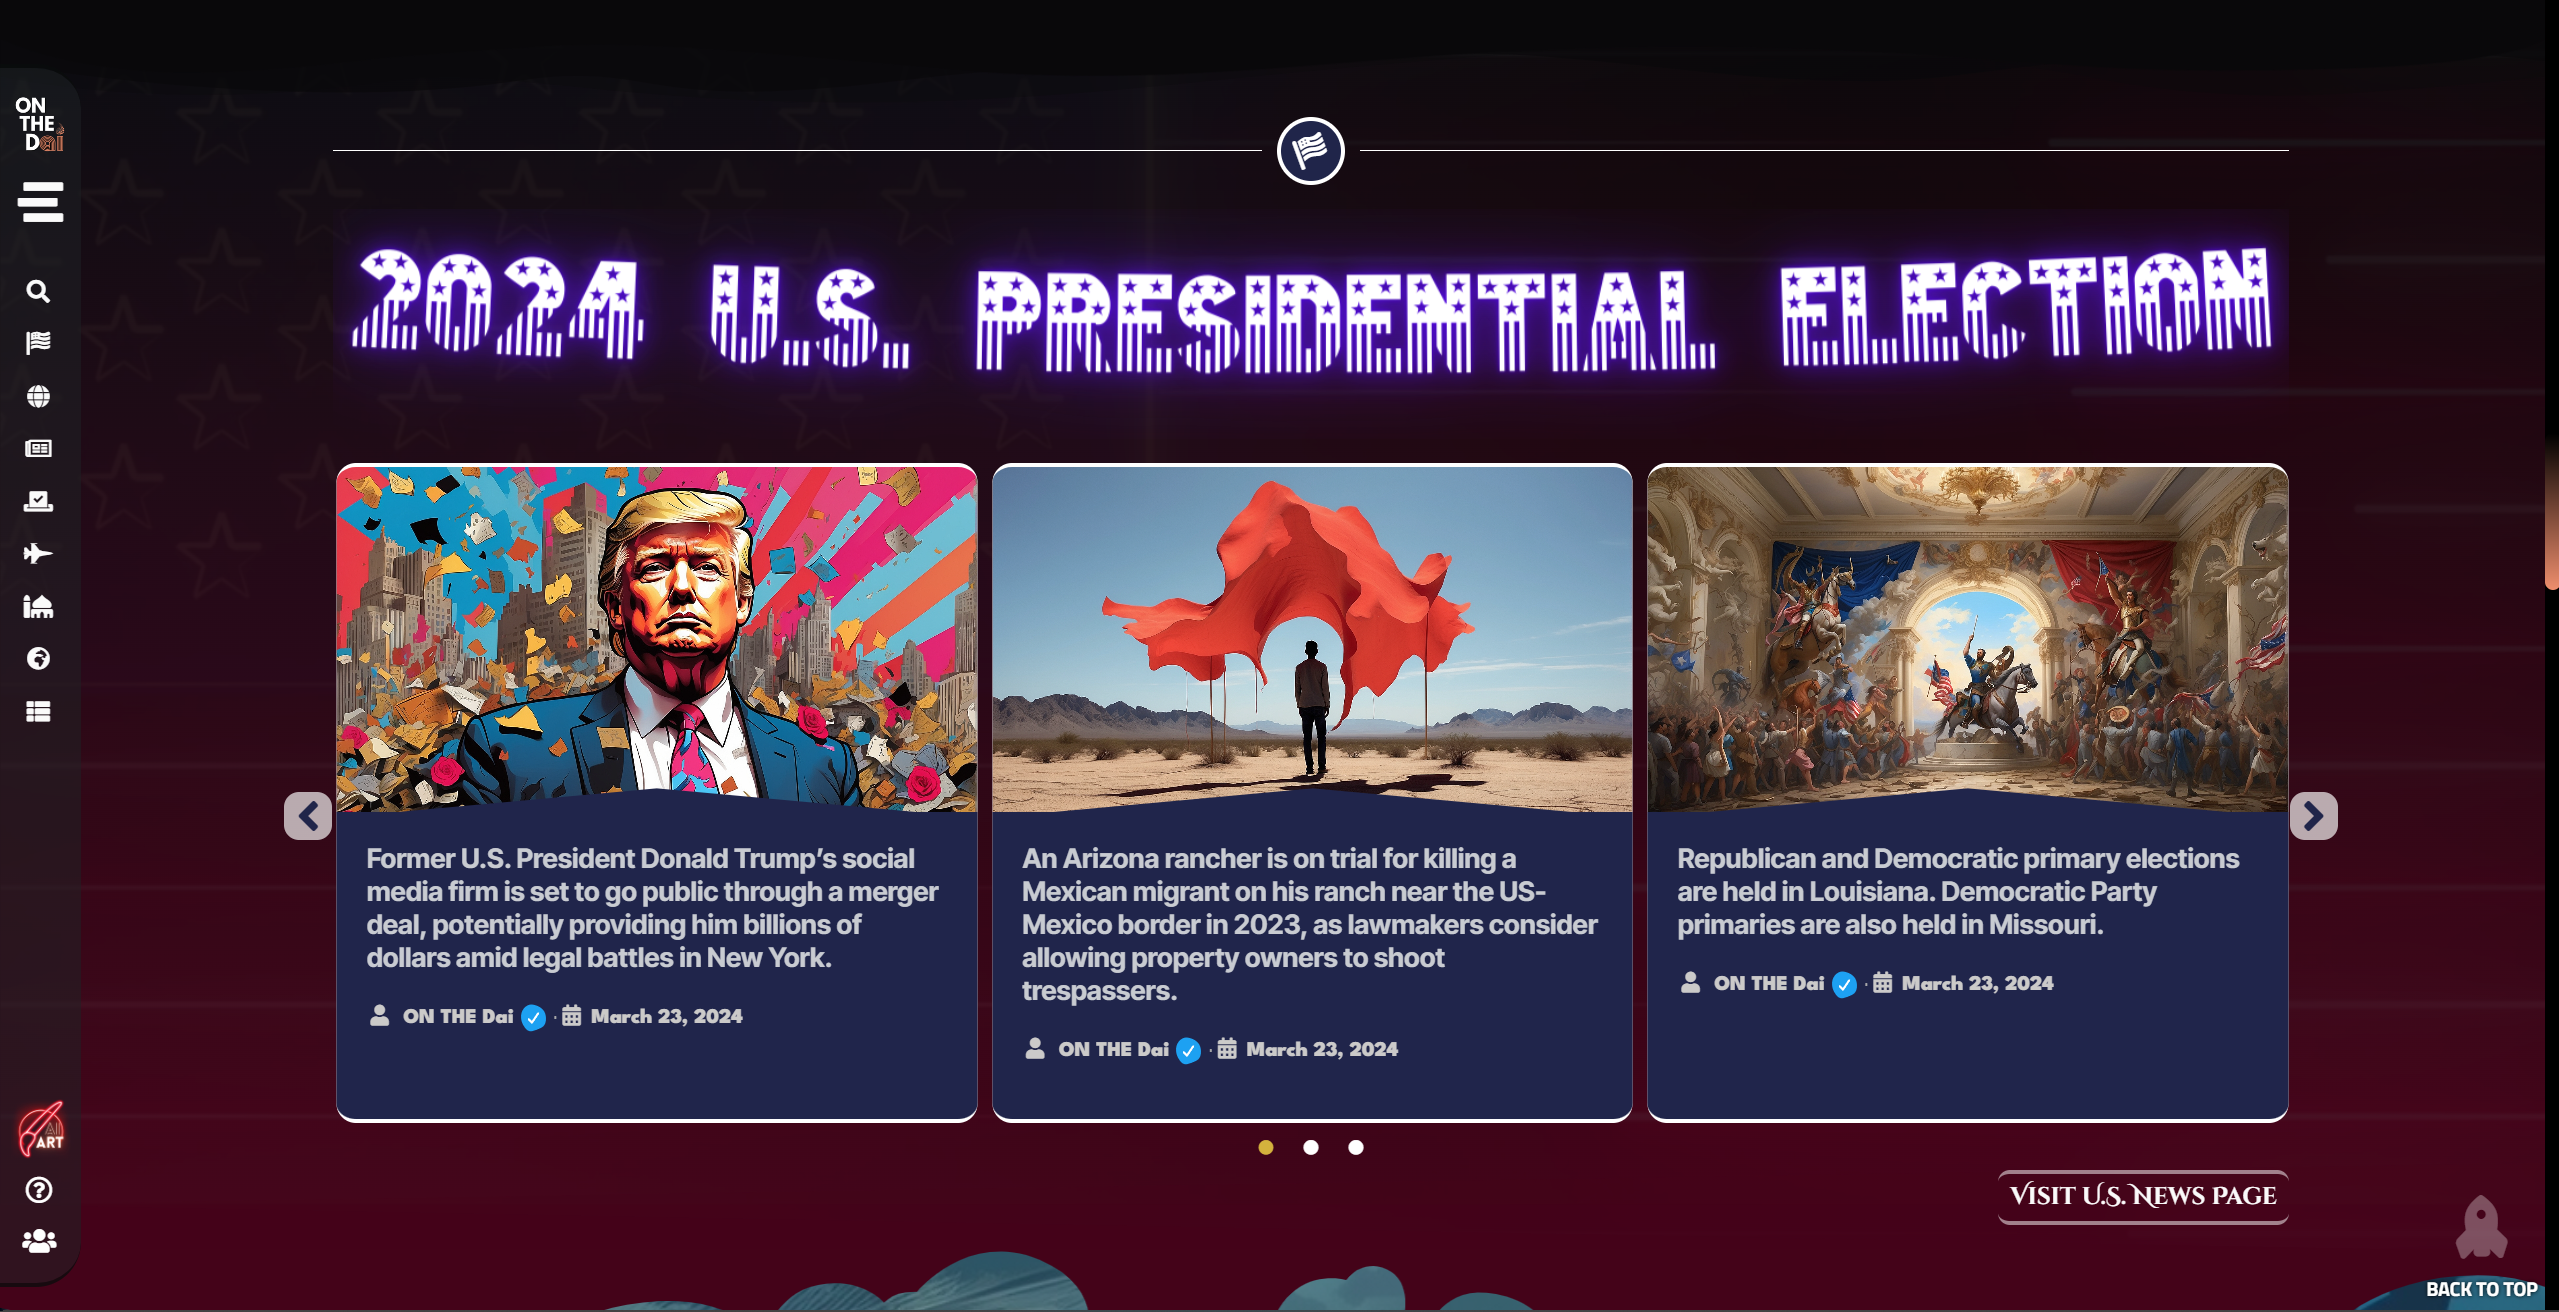 ON
THE
Dai
2024 U.S. PRESIDENTIAL ELECTION
Former U.S. President Donald Trump’s social
media firm is set to go public through a merger
deal, potentially providing him billions of
dollars amid legal battles in New York.
ON THE Dai · March 23, 2024
An Arizona rancher is on trial for killing a
Mexican migrant on his ranch near the US-
Mexico border in 2023, as lawmakers consider
allowing property owners to shoot
trespassers.
ON THE Dai · March 23, 2024
Republican and Democratic primary elections
are held in Louisiana. Democratic Party
primaries are also held in Missouri.
ON THE Dai · March 23, 2024
AI
ART
VISIT U.S. NEWS PAGE
BACK TO TOP